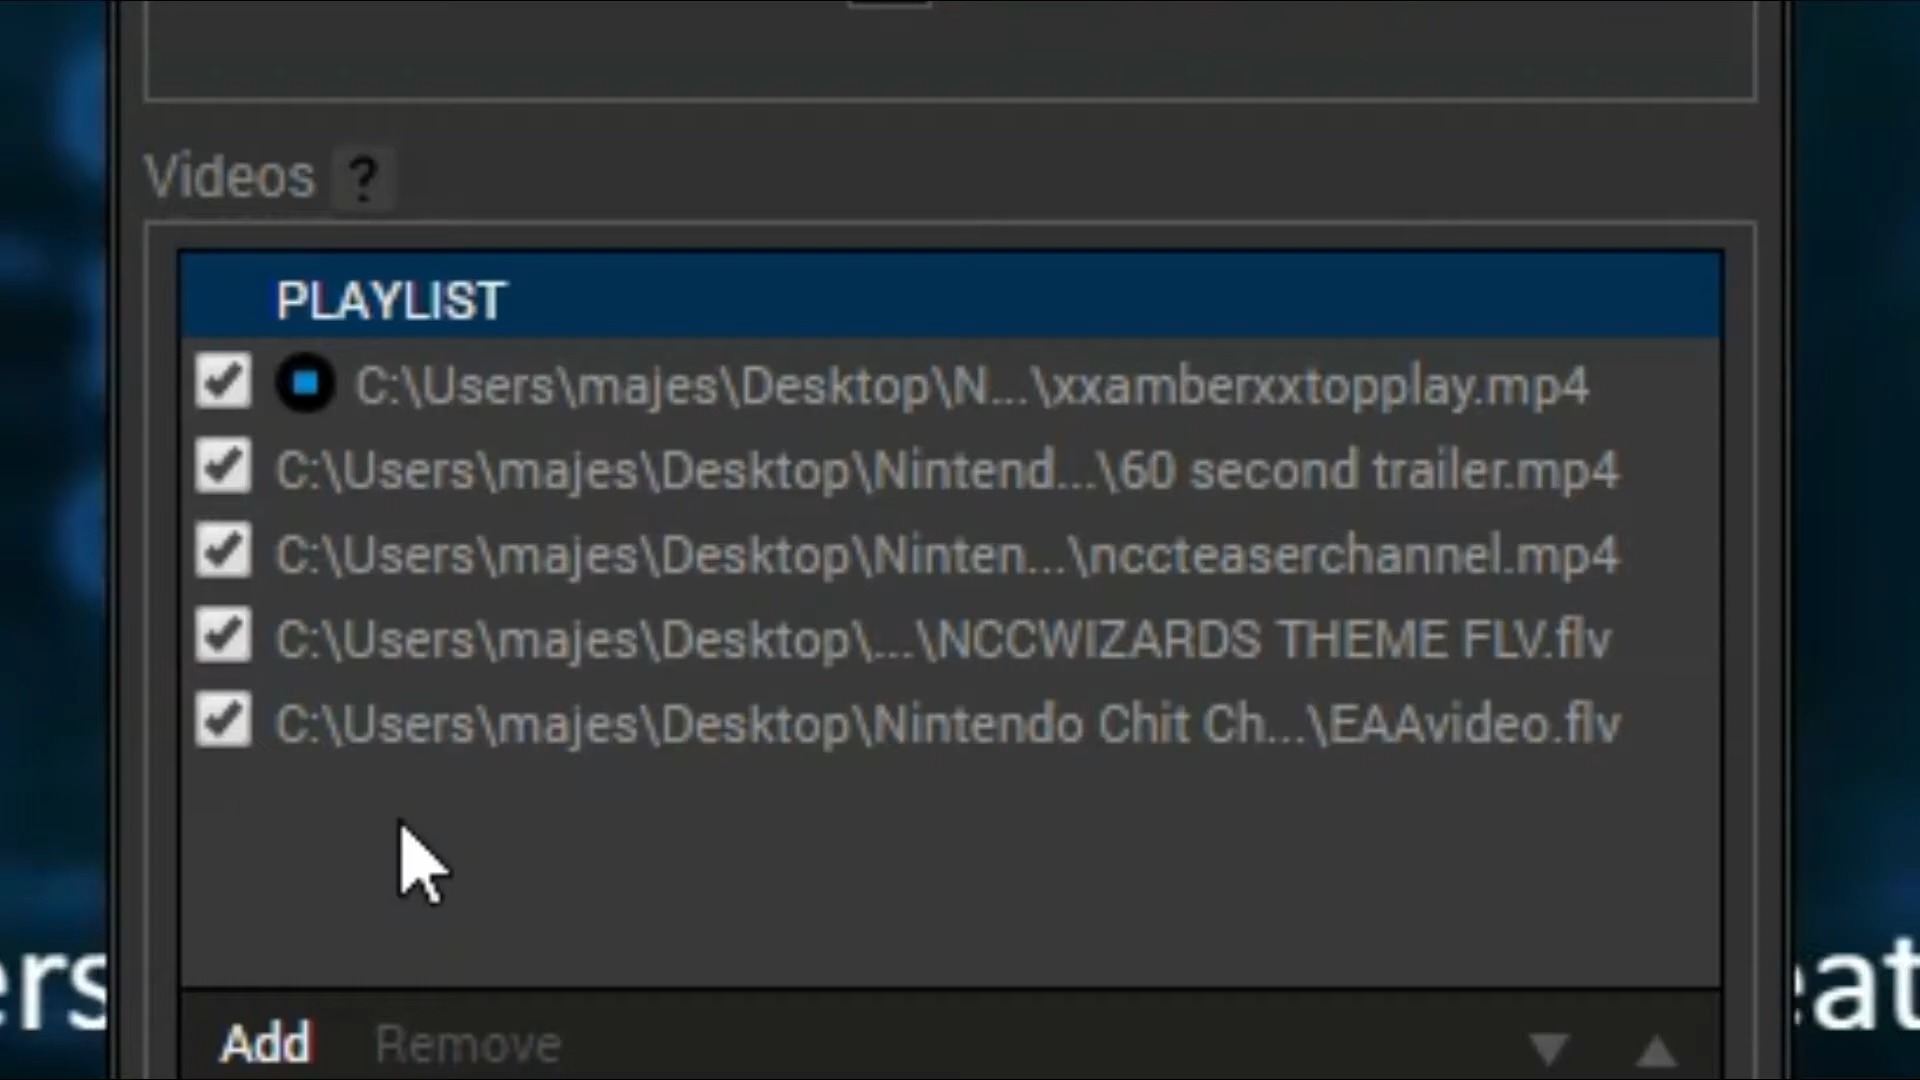 Videos ?
PLAYLIST
C:\Users\majes\Desktop\N...\xxamberxxtopplay.mp4
C:\Users\majes\Desktop\Nintend...\60 second trailer.mp4
C:\Users\majes\Desktop\Ninten...\nccteaserchannel.mp4
C:\Users\majes\Desktop\...\NCCWIZARDS THEME FLV.flv
C:\Users\majes\Desktop\Nintendo Chit Ch...\EAAvideo.flv
ers
eat
Add Remove